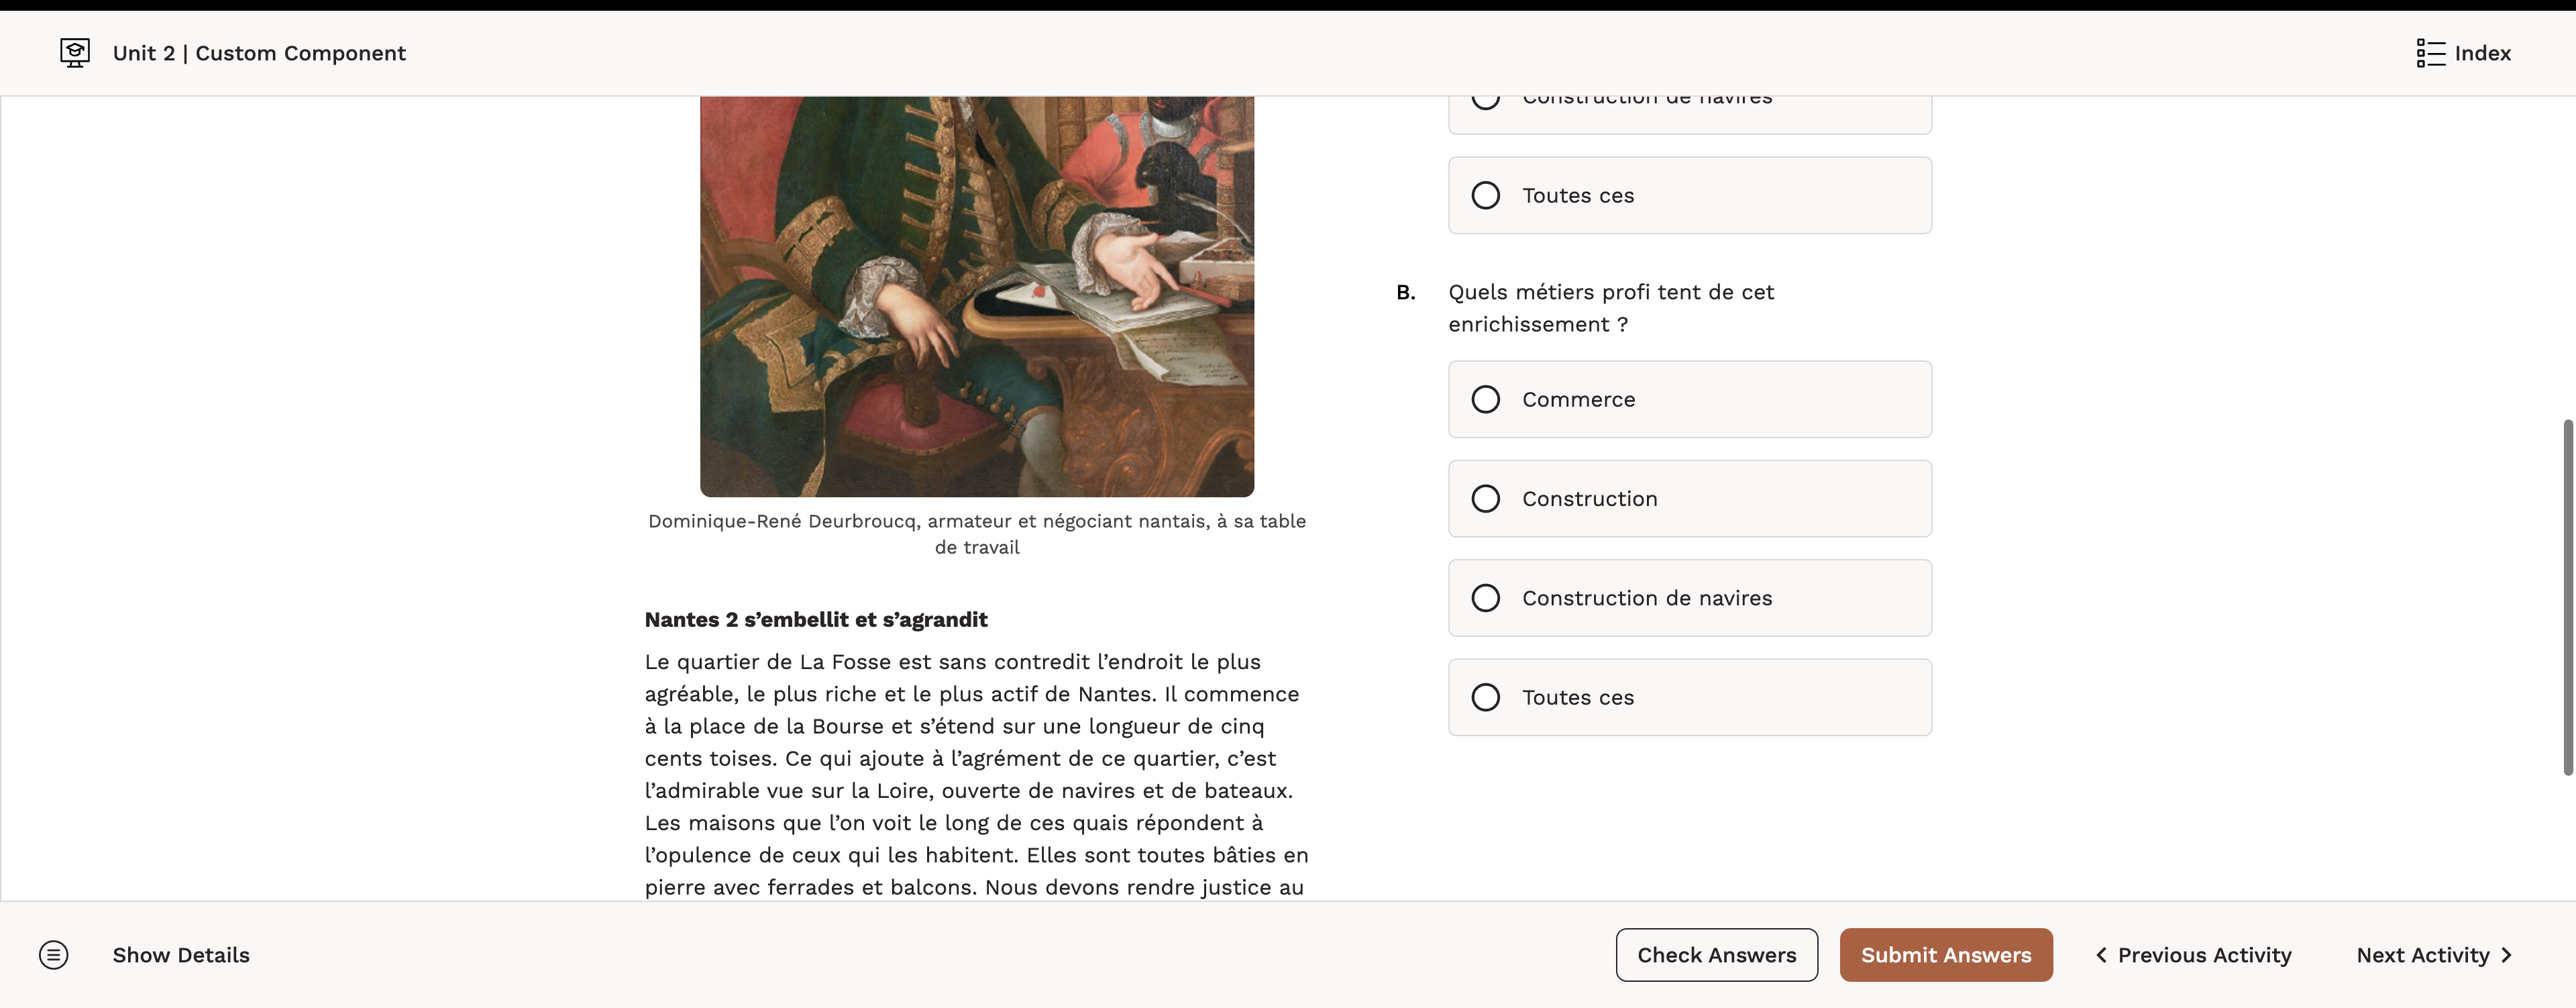 Unit 2 | Custom Component
Index
Dominique-René Deurbroucq, armateur et négociant nantais, à sa table
de travail
Nantes 2 s’embellit et s’agrandit
Le quartier de La Fosse est sans contredit l’endroit le plus
agréable, le plus riche et le plus actif de Nantes. Il commence
à la place de la Bourse et s’étend sur une longueur de cinq
cents toises. Ce qui ajoute à l’agrément de ce quartier, c’est
l’admirable vue sur la Loire, ouverte de navires et de bateaux.
Les maisons que l’on voit le long de ces quais répondent à
l’opulence de ceux qui les habitent. Elles sont toutes bâties en
pierre avec ferrades et balcons. Nous devons rendre justice au
Construction de navires
Toutes ces
B. Quels métiers profi tent de cet
enrichissement ?
Commerce
Construction
Construction de navires
Toutes ces
Show Details
Check Answers
Submit Answers
Previous Activity
Next Activity